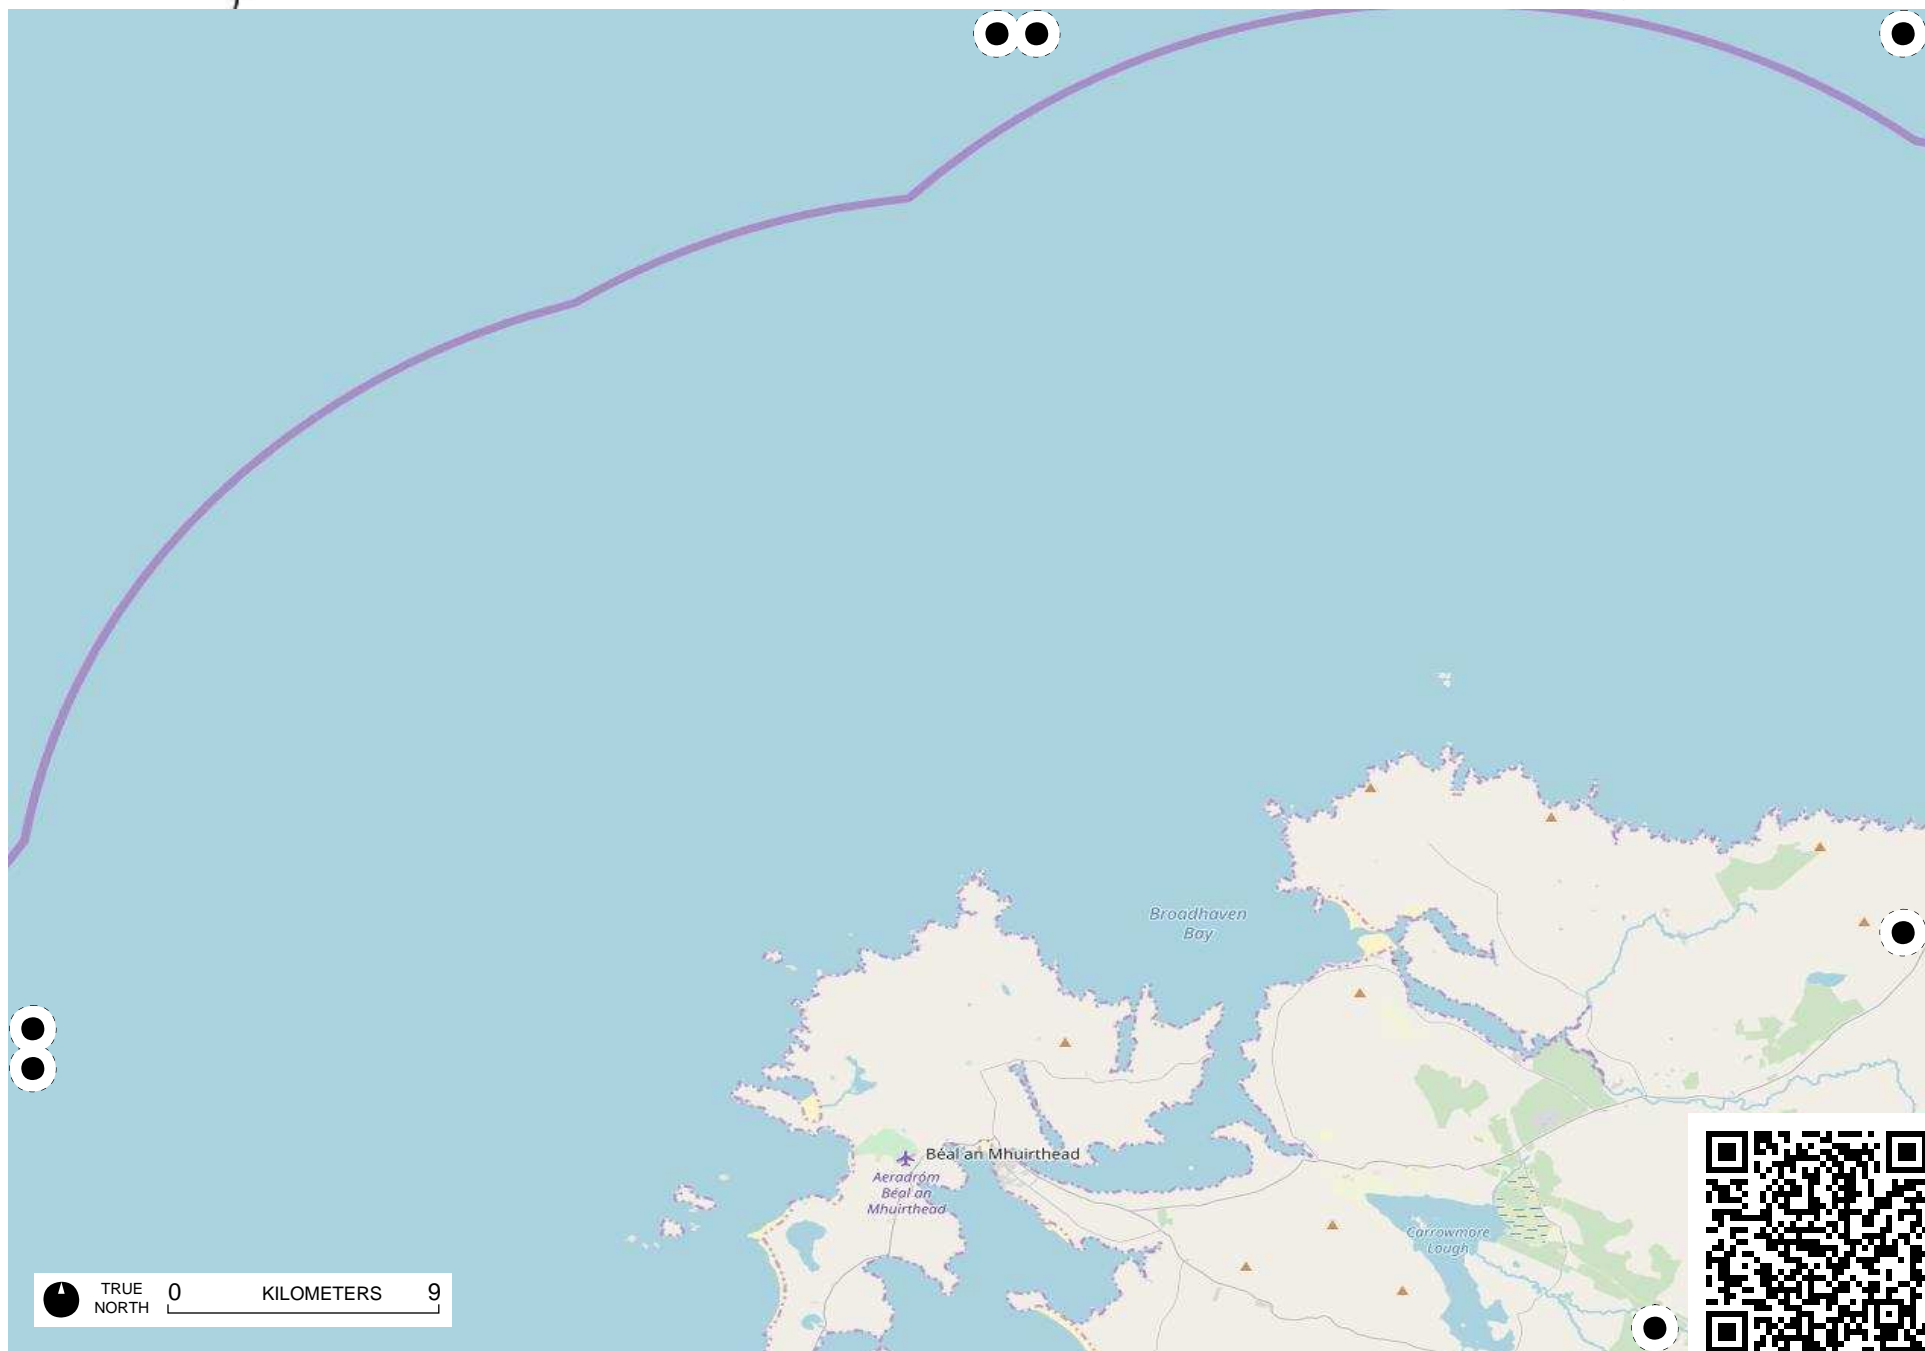 Broadhaven
Bay
Béal an Mhuirthead
Aeradróm
Béal an
Mhuirthead
Carrowmore
Lough
TRUE
NORTH
0 KILOMETERS 9